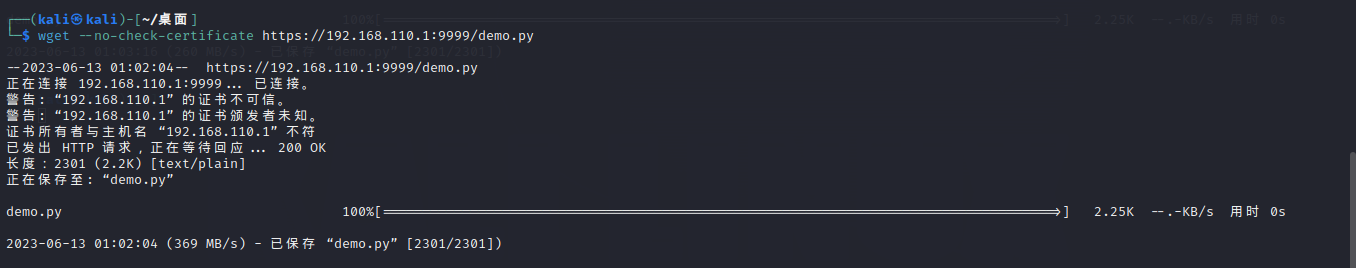 ┌──(kali㉿kali)-[~/桌面]
└─$ wget --no-check-certificate https://192.168.110.1:9999/demo.py
--2023-06-13 01:02:04-- https://192.168.110.1:9999/demo.py
正在连接 192.168.110.1:9999... 已连接。
警告: “192.168.110.1” 的证书不可信。
警告: “192.168.110.1” 的证书颁发者未知。
证书所有者与主机名 “192.168.110.1” 不符
已发出 HTTP 请求，正在等待回应... 200 OK
长度：2301 (2.2K) [text/plain]
正在保存至: “demo.py”
demo.py 100%[===================================================================================>] 2.25K --.-KB/s 用时 0s
2023-06-13 01:02:04 (369 MB/s) - 已保存 “demo.py” [2301/2301])